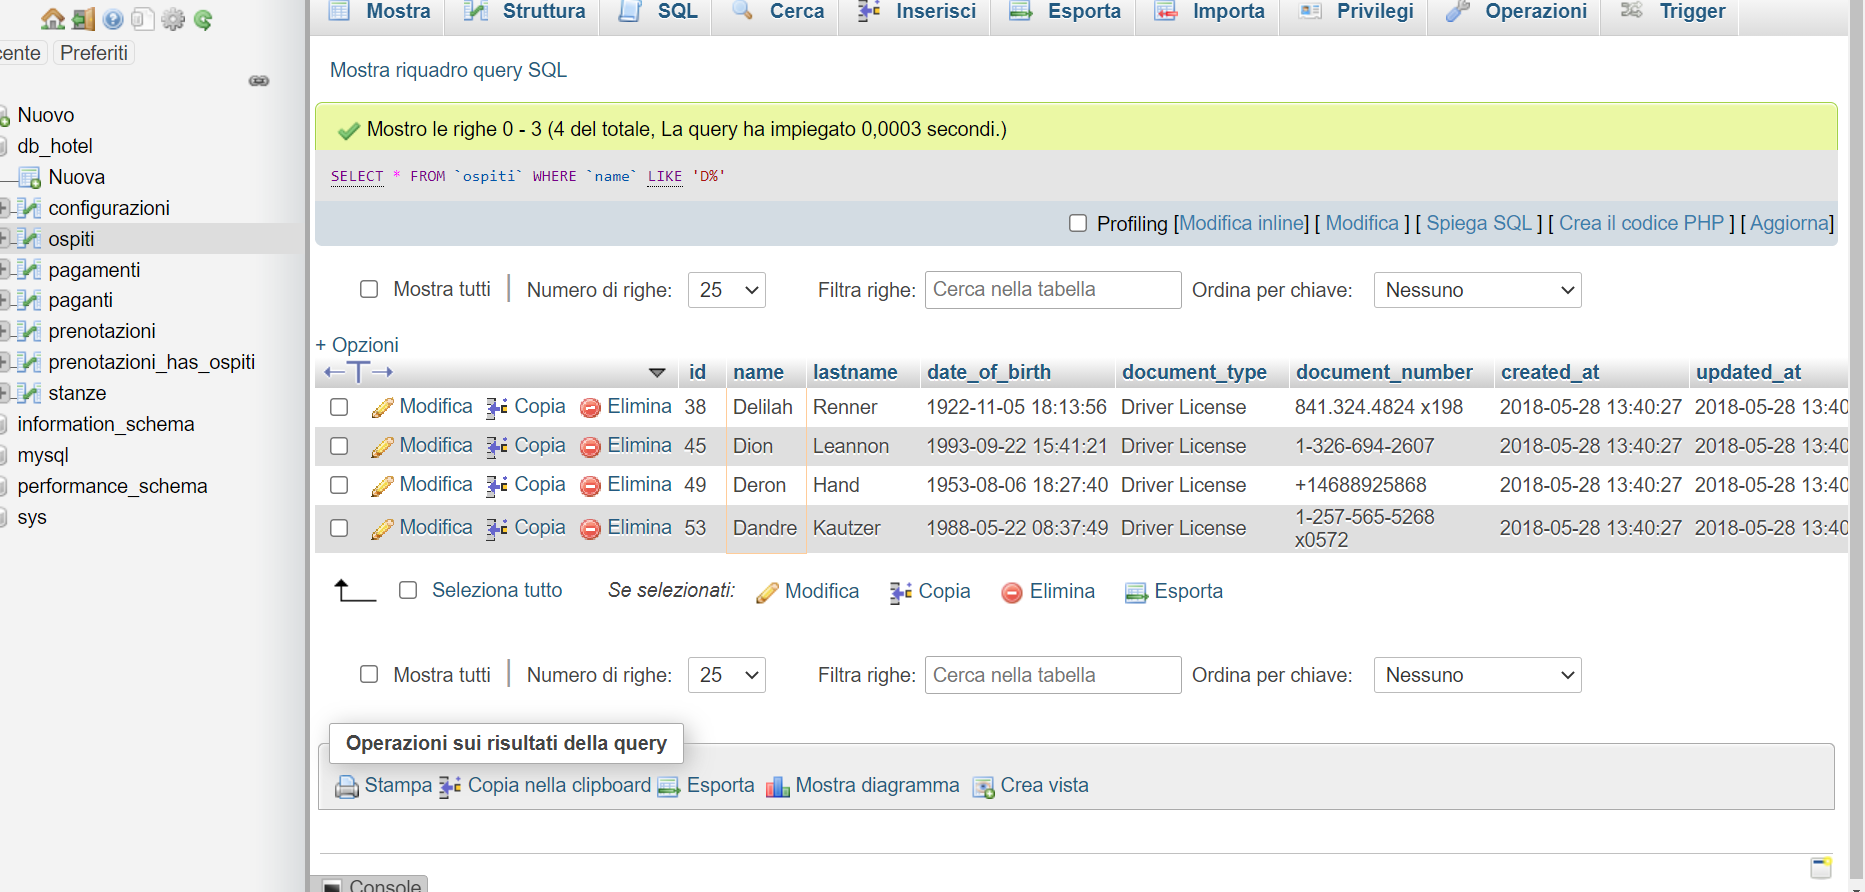 Mostra Struttura SQL Cerca Inserisci Esporta Importa Privilegi Operazioni Trigger
Preferiti
Nuovo
db_hotel
Nuova
configurazioni
ospiti
pagamenti
paganti
prenotazioni
prenotazioni_has_ospiti
stanze
information_schema
mysql
performance_schema
sys
Mostra riquadro query SQL
Mostro le righe 0 - 3 (4 del totale, La query ha impiegato 0,0003 secondi.)
SELECT * FROM `ospiti` WHERE `name` LIKE 'D%'
Profiling [Modifica inline] [ Modifica ] [ Spiega SQL ] [ Crea il codice PHP ] [ Aggiorna]
Mostra tutti Numero di righe: 25 Filtra righe: Cerca nella tabella Ordina per chiave: Nessuno
+ Opzioni
←T→ id name lastname date_of_birth document_type document_number created_at updated_at
Modifica Copia Elimina 38 Delilah Renner 1922-11-05 18:13:56 Driver License 841.324.4824 x198 2018-05-28 13:40:27 2018-05-28 13:40
Modifica Copia Elimina 45 Dion Leannon 1993-09-22 15:41:21 Driver License 1-326-694-2607 2018-05-28 13:40:27 2018-05-28 13:40
Modifica Copia Elimina 49 Deron Hand 1953-08-06 18:27:40 Driver License +14688925868 2018-05-28 13:40:27 2018-05-28 13:40
Modifica Copia Elimina 53 Dandre Kautzer 1988-05-22 08:37:49 Driver License 1-257-565-5268 x0572 2018-05-28 13:40:27 2018-05-28 13:40
Seleziona tutto Se selezionati: Modifica Copia Elimina Esporta
Mostra tutti Numero di righe: 25 Filtra righe: Cerca nella tabella Ordina per chiave: Nessuno
Operazioni sui risultati della query
Stampa Copia nella clipboard Esporta Mostra diagramma Crea vista
Console